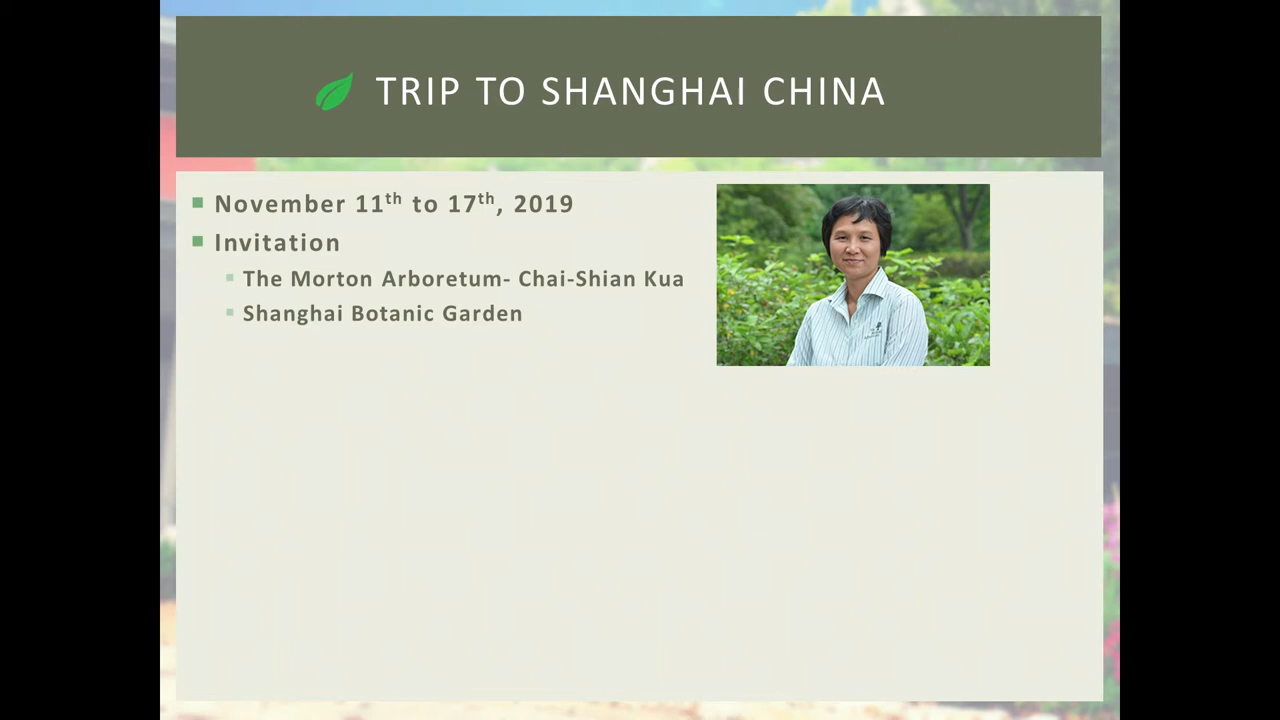 TRIP TO SHANGHAI CHINA
November 11th to 17th, 2019
Invitation
The Morton Arboretum- Chai-Shian Kua
Shanghai Botanic Garden